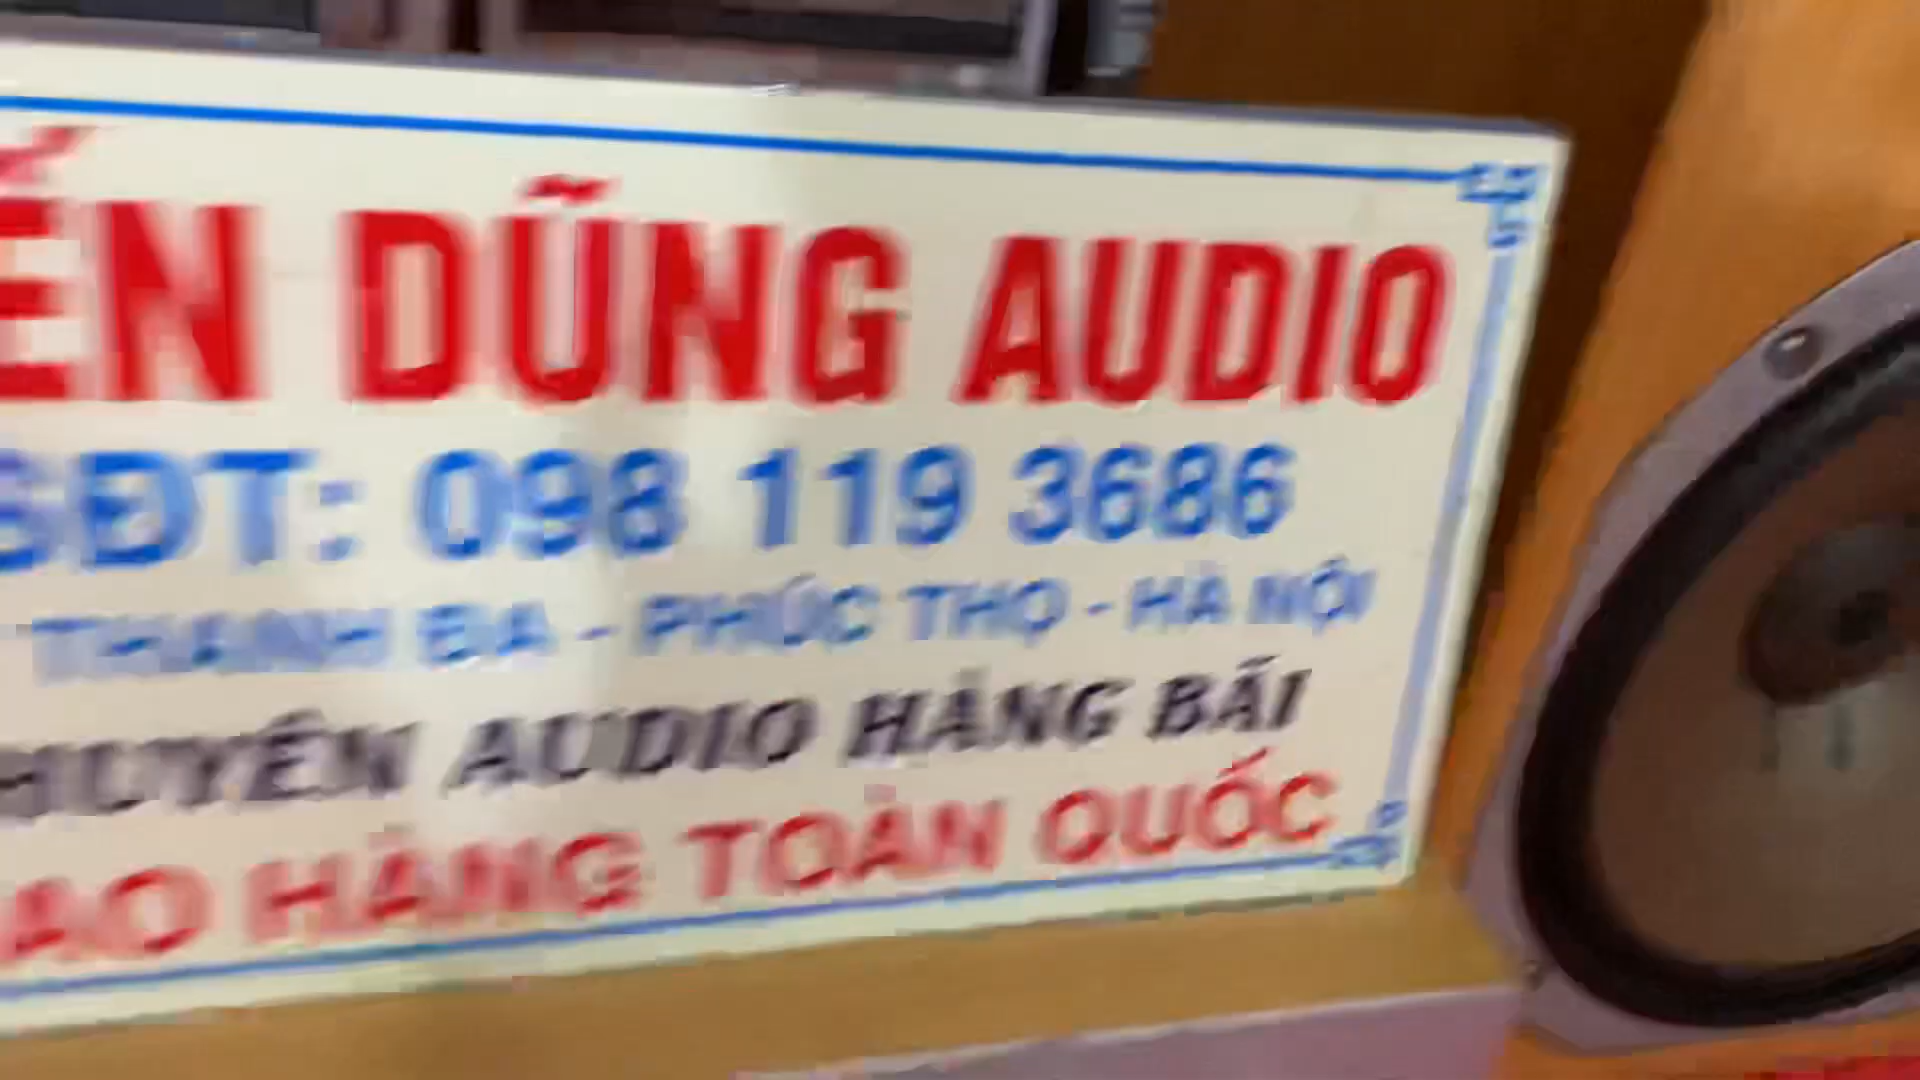 ẾN DŨNG AUDIO
SĐT: 098 119 3686
THANH ĐA - PHÚC THỌ - HÀ NỘI
HUYÊN AUDIO HÀNG BÃI
AO HÀNG TOÀN QUỐC